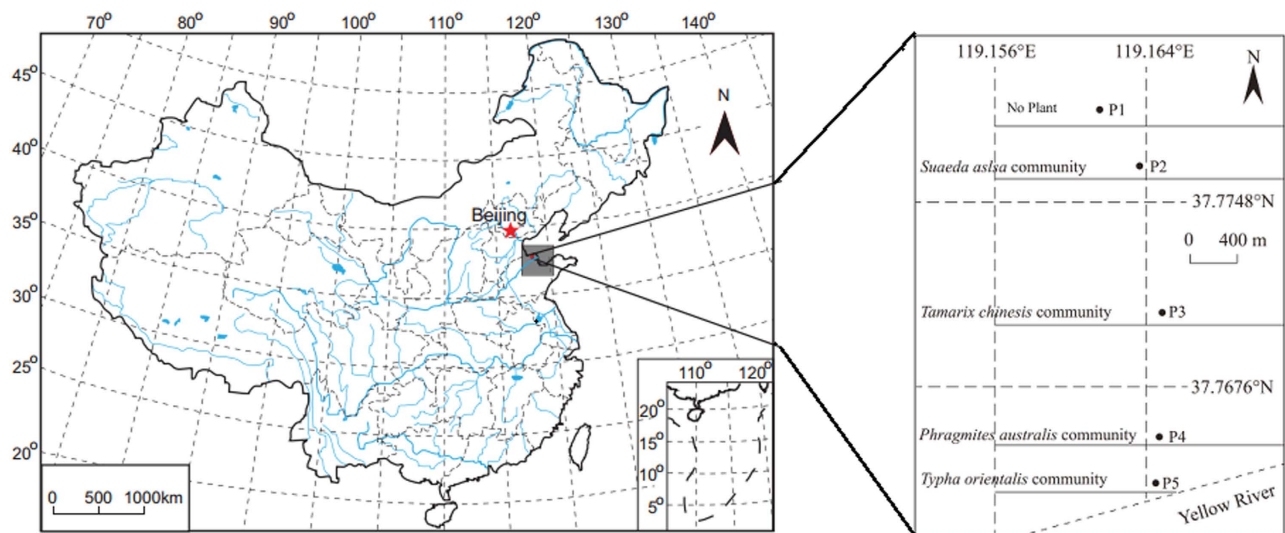 70° 80° 90° 100° 110° 120° 130° 140°
45°
40°
35°
30°
25°
20°
N
Beijing
0 500 1000km
110° 120°
20°
15°
10°
5°
119.156°E 119.164°E
N
No Plant P1
Suaeda aslsa community P2
37.7748°N
0 400 m
Tamarix chinesis community P3
37.7676°N
Phragmites australis community P4
Typha orientalis community P5
Yellow River